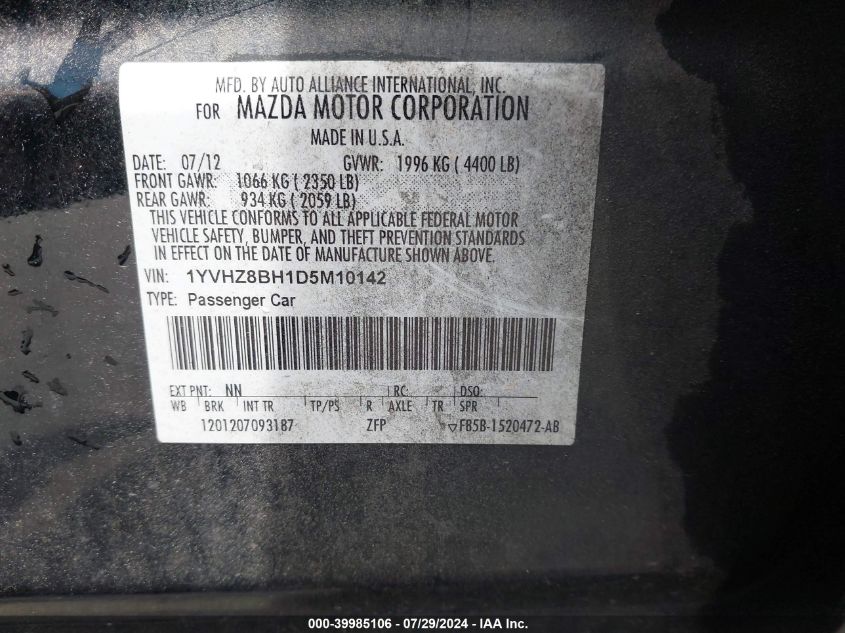 MFD. BY AUTO ALLIANCE INTERNATIONAL, INC.
FOR MAZDA MOTOR CORPORATION
MADE IN U.S.A.
DATE: 07/12 GVWR: 1996 KG ( 4400 LB)
FRONT GAWR: 1066 KG ( 2350 LB)
REAR GAWR: 934 KG ( 2059 LB)
THIS VEHICLE CONFORMS TO ALL APPLICABLE FEDERAL MOTOR
VEHICLE SAFETY, BUMPER, AND THEFT PREVENTION STANDARDS
IN EFFECT ON THE DATE OF MANUFACTURE SHOWN ABOVE.
VIN: 1YVHZ8BH1D5M10142
TYPE: Passenger Car
EXT PNT: NN RC: DSO:
WB BRK INT TR TP/PS R AXLE TR SPR
1201207093187 ZFP F85B-1520472-AB
000-39985106 - 07/29/2024 - IAA Inc.